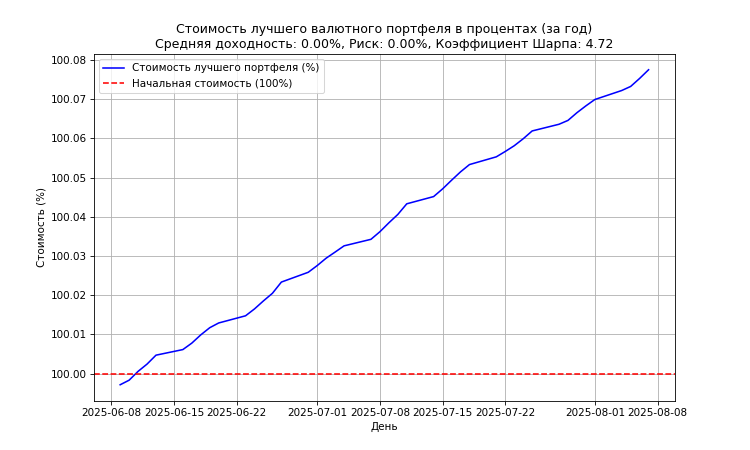 Стоимость лучшего валютного портфеля в процентах (за год)
Средняя доходность: 0.00%, Риск: 0.00%, Коэффициент Шарпа: 4.72
Стоимость лучшего портфеля (%)
Начальная стоимость (100%)
Стоимость (%)
100.08
100.07
100.06
100.05
100.04
100.03
100.02
100.01
100.00
2025-06-08 2025-06-15 2025-06-22 2025-07-01 2025-07-08 2025-07-15 2025-07-22 2025-08-01 2025-08-08
День